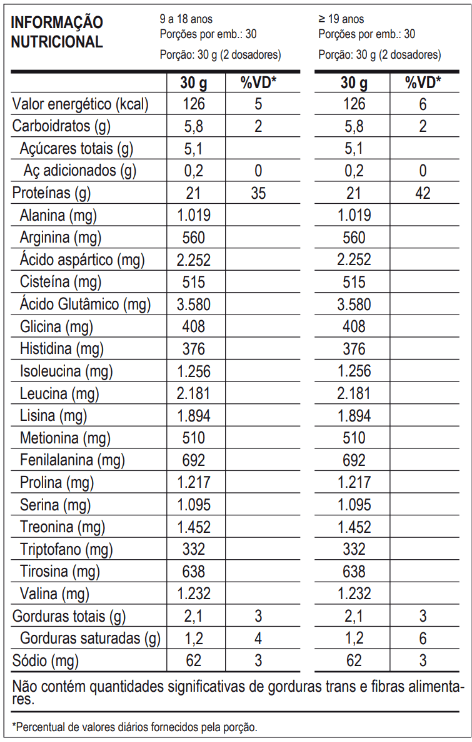 INFORMAÇÃO NUTRICIONAL
9 a 18 anos
Porções por emb.: 30
Porção: 30 g (2 dosadores)
≥ 19 anos
Porções por emb.: 30
Porção: 30 g (2 dosadores)
30 g %VD* 30 g %VD*
Valor energético (kcal) 126 5 126 6
Carboidratos (g) 5,8 2 5,8 2
Açúcares totais (g) 5,1 5,1
Aç adicionados (g) 0,2 0 0,2 0
Proteínas (g) 21 35 21 42
Alanina (mg) 1.019 1.019
Arginina (mg) 560 560
Ácido aspártico (mg) 2.252 2.252
Cisteína (mg) 515 515
Ácido Glutâmico (mg) 3.580 3.580
Glicina (mg) 408 408
Histidina (mg) 376 376
Isoleucina (mg) 1.256 1.256
Leucina (mg) 2.181 2.181
Lisina (mg) 1.894 1.894
Metionina (mg) 510 510
Fenilalanina (mg) 692 692
Prolina (mg) 1.217 1.217
Serina (mg) 1.095 1.095
Treonina (mg) 1.452 1.452
Triptofano (mg) 332 332
Tirosina (mg) 638 638
Valina (mg) 1.232 1.232
Gorduras totais (g) 2,1 3 2,1 3
Gorduras saturadas (g) 1,2 4 1,2 6
Sódio (mg) 62 3 62 3
Não contém quantidades significativas de gorduras trans e fibras alimenta-
res.
*Percentual de valores diários fornecidos pela porção.